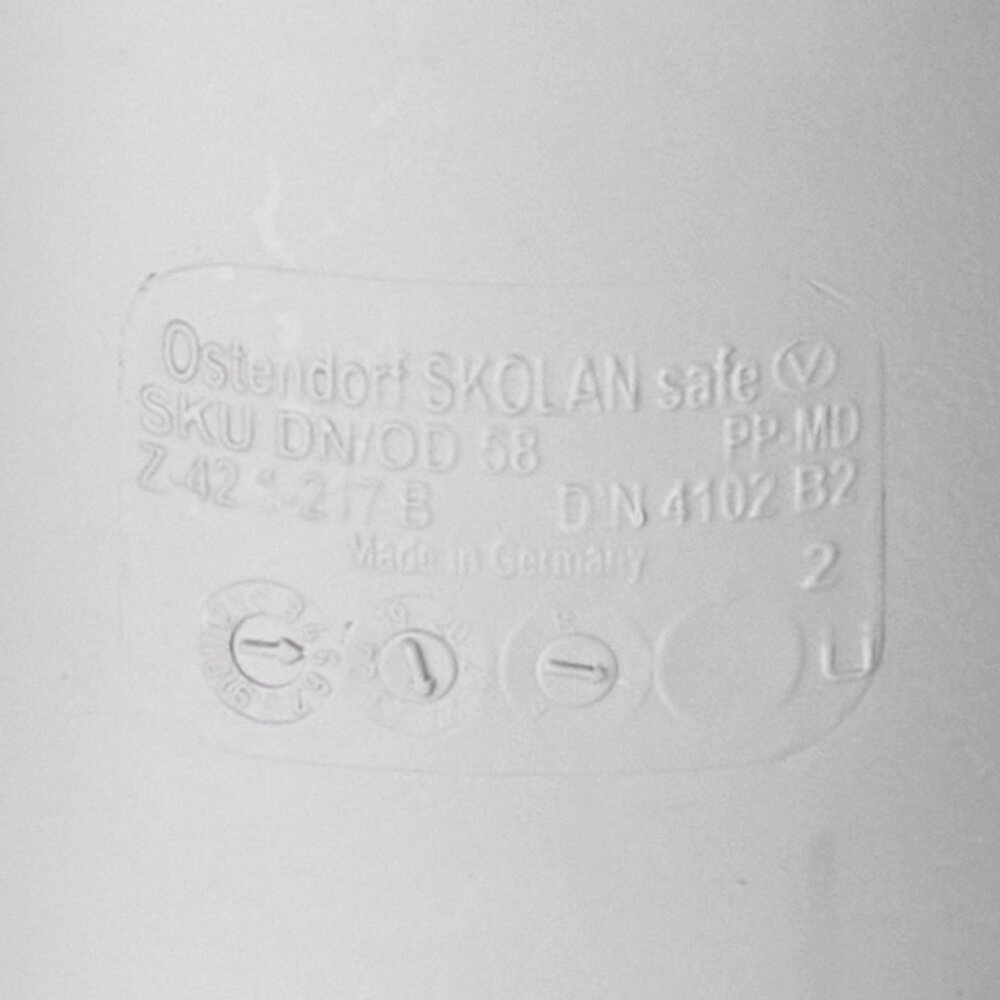 Ostendorf SKOLAN safe V
SKU DN/OD 58 PP-MD
Z-42.1-217 B DIN 4102 B2
Made in Germany 2
U